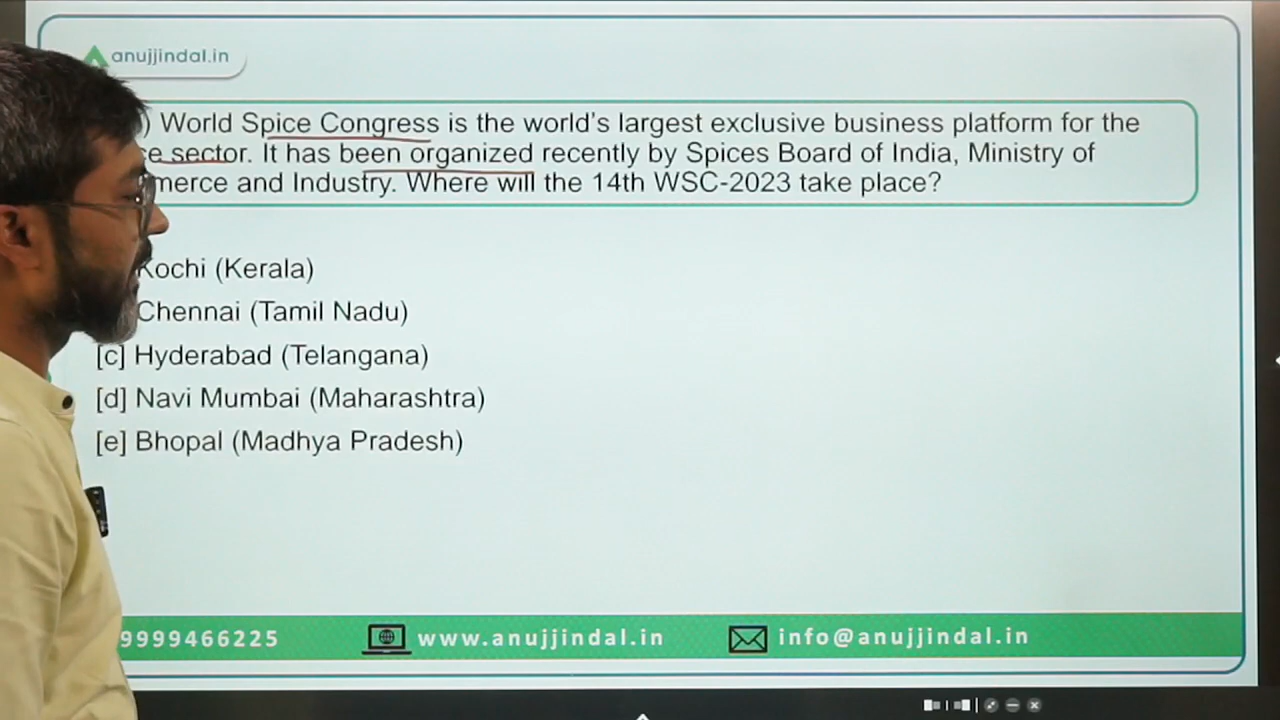 anujjindal.in
) World Spice Congress is the world's largest exclusive business platform for the
e sector. It has been organized recently by Spices Board of India, Ministry of
merce and Industry. Where will the 14th WSC-2023 take place?
Kochi (Kerala)
Chennai (Tamil Nadu)
[c] Hyderabad (Telangana)
[d] Navi Mumbai (Maharashtra)
[e] Bhopal (Madhya Pradesh)
9999466225 www.anujjindal.in info@anujjindal.in